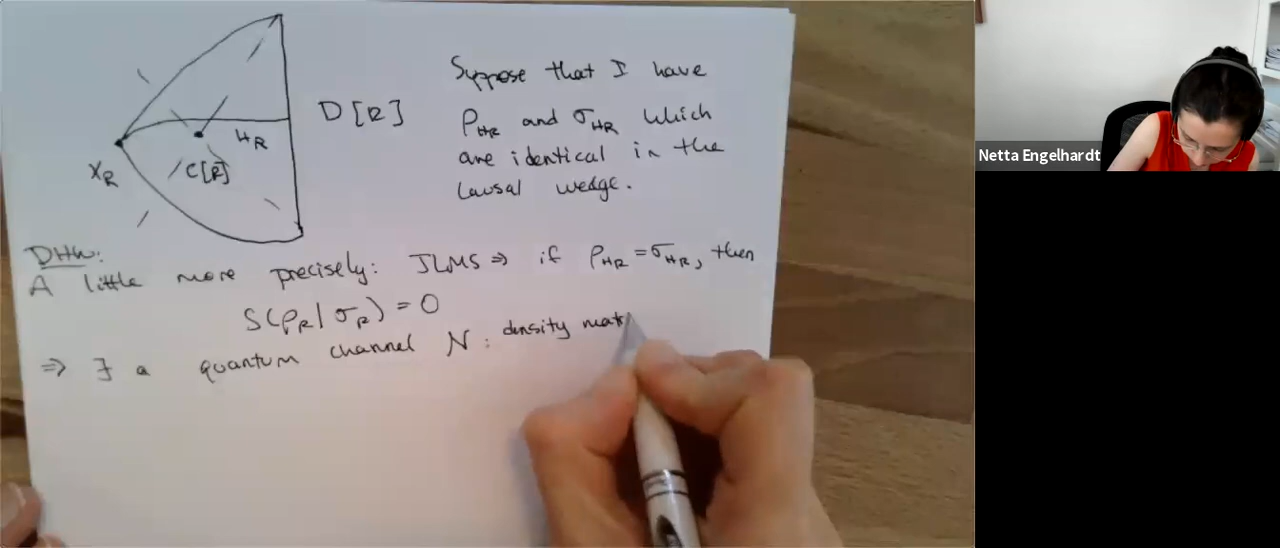 Suppose that I have
D[R]
H_R
ρ_HR and σ_HR which
are identical in the
X_R
C[R]
causal wedge.
DHW:
A little more precisely: JLMS ⇒ if ρ_HR = σ_HR, then
S(ρ_R | σ_R) = 0
⇒ ∃ a quantum channel N : density mat
Netta Engelhardt